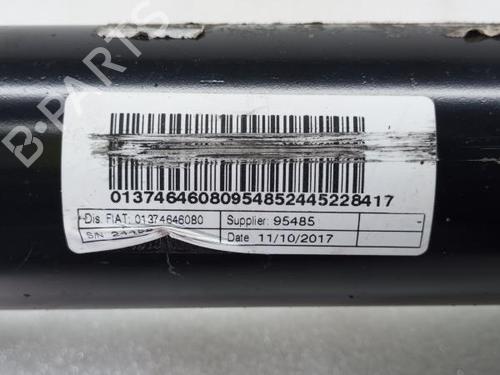 B-PARTS
01374646080954852445228417
Dis. FIAT: 01374646080 Supplier: 95485
S/N Date 11/10/2017